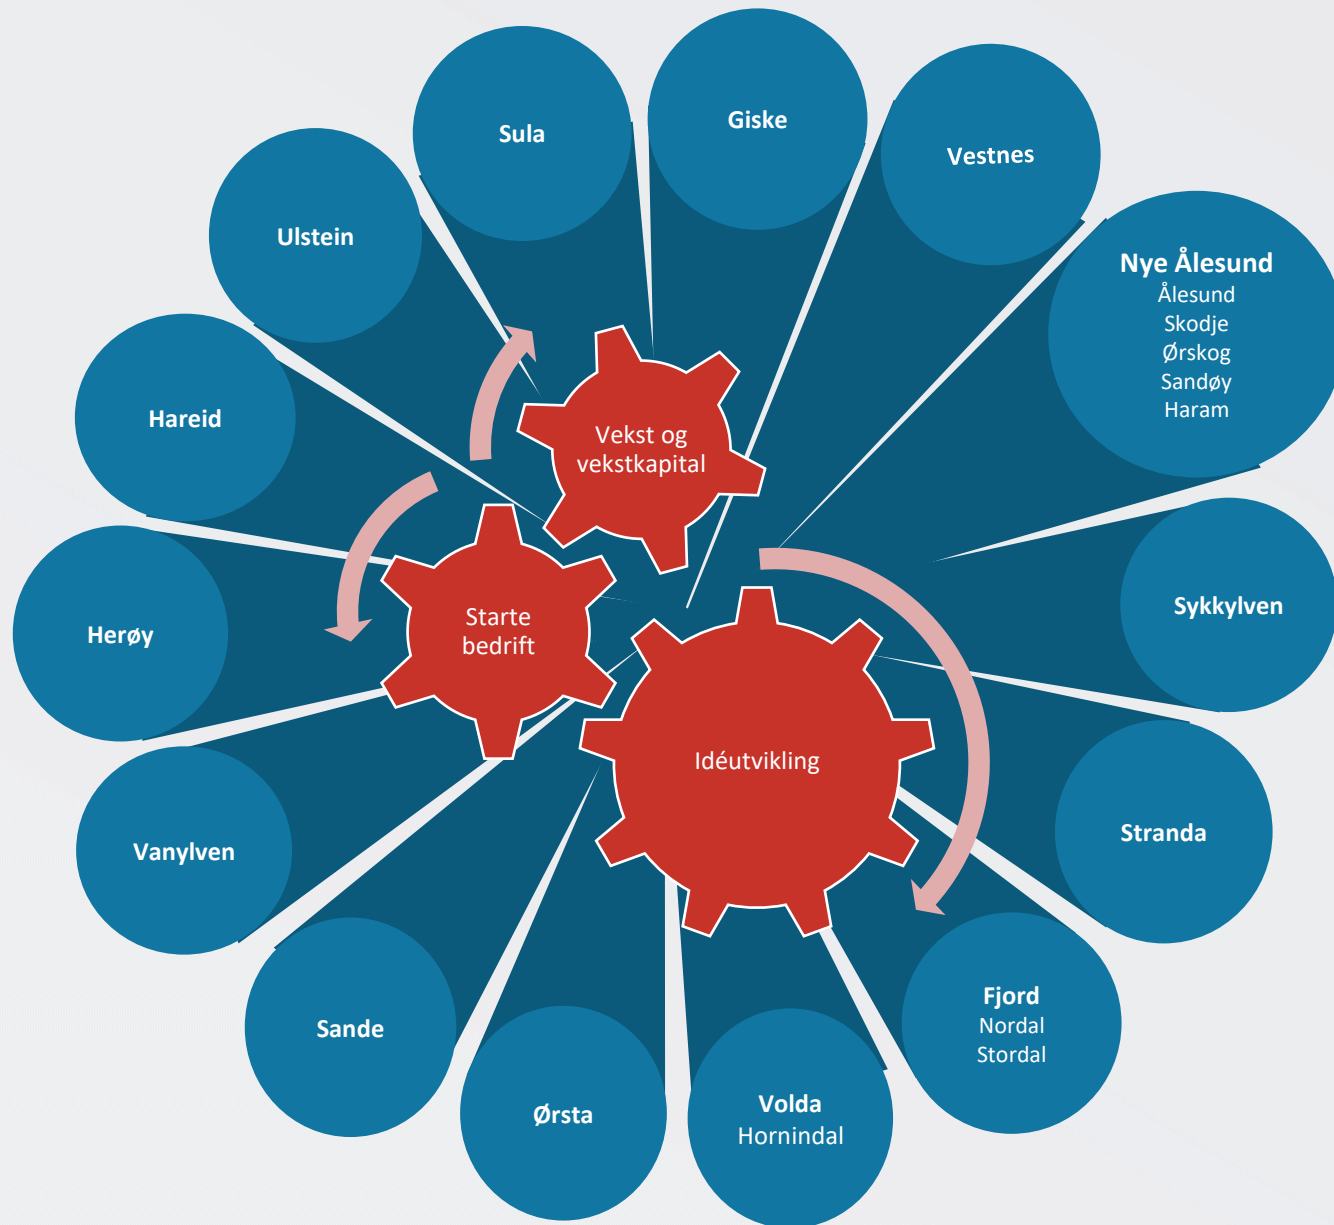 Giske
Sula
Vestnes
Ulstein
Nye Ålesund
Ålesund
Skodje
Ørskog
Sandøy
Haram
Hareid
Vekst og
vekstkapital
Sykkylven
Starte
bedrift
Herøy
Idéutvikling
Stranda
Vanylven
Fjord
Nordal
Stordal
Sande
Volda
Hornindal
Ørsta